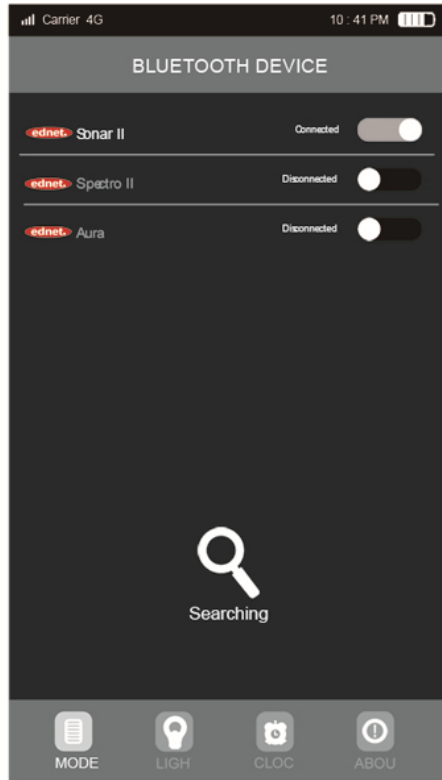 Carrier 4G 10 : 41 PM
BLUETOOTH DEVICE
ednet. Sonar II Connected
ednet. Spectro II Disconnected
ednet. Aura Disconnected
Searching
MODE LIGH CLOC ABOU